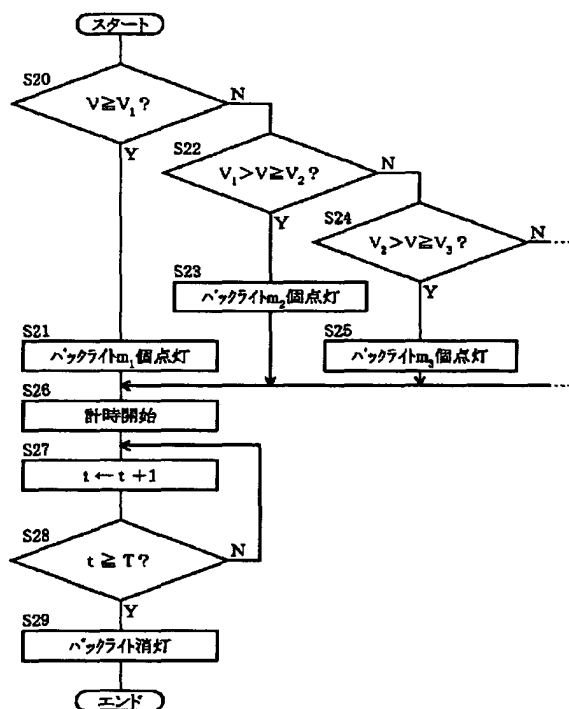 スタート
S20
V≧V₁?
N
Y
S22
V₁>V≧V₂?
N
Y
S24
V₂>V≧V₃?
N
Y
S23
バックライトm₂個点灯
S21
バックライトm₁個点灯
S25
バックライトm₃個点灯
S26
計時開始
S27
t←t+1
S28
t≧T?
N
Y
S29
バックライト消灯
エンド